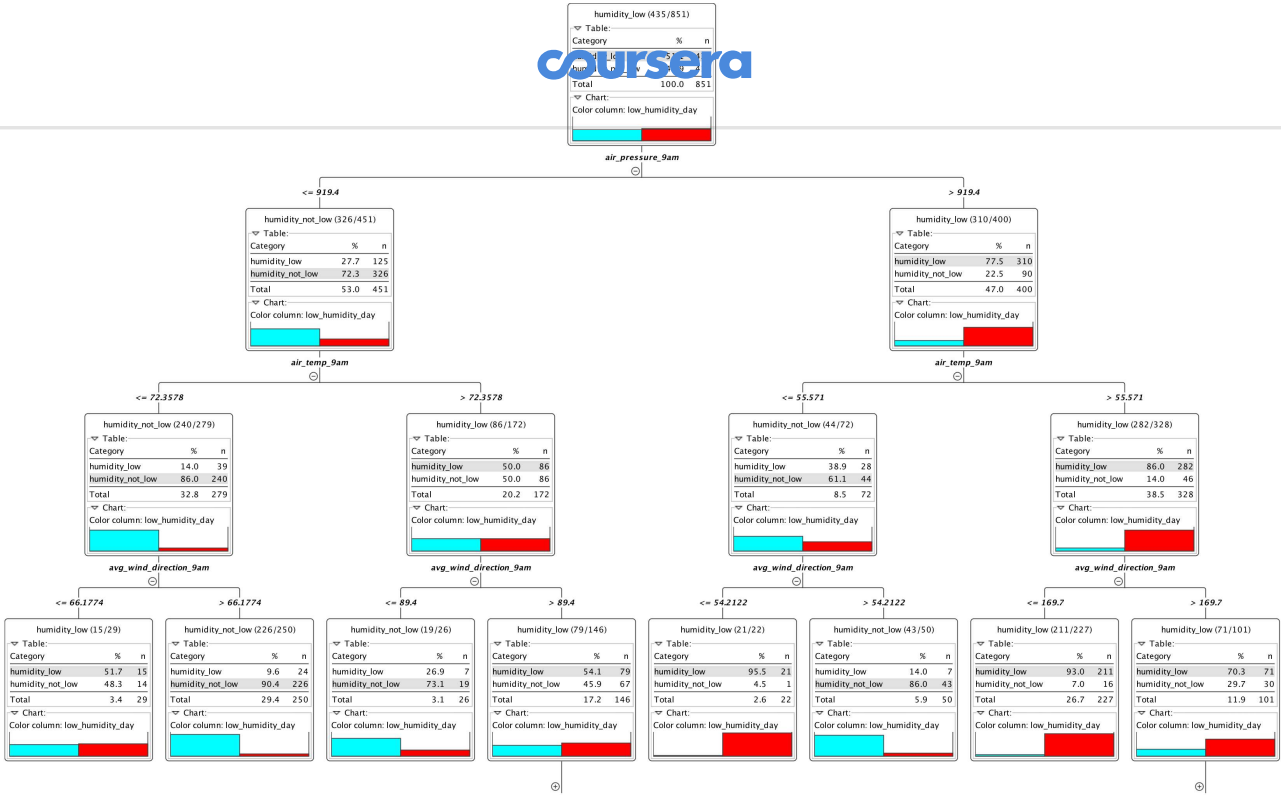 humidity_low (435/851)
Table:
Category % n
coursera
Total 100.0 851
Chart:
Color column: low_humidity_day
air_pressure_9am
<= 919.4
> 919.4
humidity_not_low (326/451)
Table:
Category % n
humidity_low 27.7 125
humidity_not_low 72.3 326
Total 53.0 451
Chart:
Color column: low_humidity_day
air_temp_9am
humidity_low (310/400)
Table:
Category % n
humidity_low 77.5 310
humidity_not_low 22.5 90
Total 47.0 400
Chart:
Color column: low_humidity_day
air_temp_9am
<= 72.3578
> 72.3578
<= 55.571
> 55.571
humidity_not_low (240/279)
Table:
Category % n
humidity_low 14.0 39
humidity_not_low 86.0 240
Total 32.8 279
Chart:
Color column: low_humidity_day
avg_wind_direction_9am
humidity_low (86/172)
Table:
Category % n
humidity_low 50.0 86
humidity_not_low 50.0 86
Total 20.2 172
Chart:
Color column: low_humidity_day
avg_wind_direction_9am
humidity_not_low (44/72)
Table:
Category % n
humidity_low 38.9 28
humidity_not_low 61.1 44
Total 8.5 72
Chart:
Color column: low_humidity_day
avg_wind_direction_9am
humidity_low (282/328)
Table:
Category % n
humidity_low 86.0 282
humidity_not_low 14.0 46
Total 38.5 328
Chart:
Color column: low_humidity_day
avg_wind_direction_9am
<= 66.1774
> 66.1774
<= 89.4
> 89.4
<= 54.2122
> 54.2122
<= 169.7
> 169.7
humidity_low (15/29)
Table:
Category % n
humidity_low 51.7 15
humidity_not_low 48.3 14
Total 3.4 29
Chart:
Color column: low_humidity_day
humidity_not_low (226/250)
Table:
Category % n
humidity_low 9.6 24
humidity_not_low 90.4 226
Total 29.4 250
Chart:
Color column: low_humidity_day
humidity_not_low (19/26)
Table:
Category % n
humidity_low 26.9 7
humidity_not_low 73.1 19
Total 3.1 26
Chart:
Color column: low_humidity_day
humidity_low (79/146)
Table:
Category % n
humidity_low 54.1 79
humidity_not_low 45.9 67
Total 17.2 146
Chart:
Color column: low_humidity_day
humidity_low (21/22)
Table:
Category % n
humidity_low 95.5 21
humidity_not_low 4.5 1
Total 2.6 22
Chart:
Color column: low_humidity_day
humidity_not_low (43/50)
Table:
Category % n
humidity_low 14.0 7
humidity_not_low 86.0 43
Total 5.9 50
Chart:
Color column: low_humidity_day
humidity_low (211/227)
Table:
Category % n
humidity_low 93.0 211
humidity_not_low 7.0 16
Total 26.7 227
Chart:
Color column: low_humidity_day
humidity_low (71/101)
Table:
Category % n
humidity_low 70.3 71
humidity_not_low 29.7 30
Total 11.9 101
Chart:
Color column: low_humidity_day